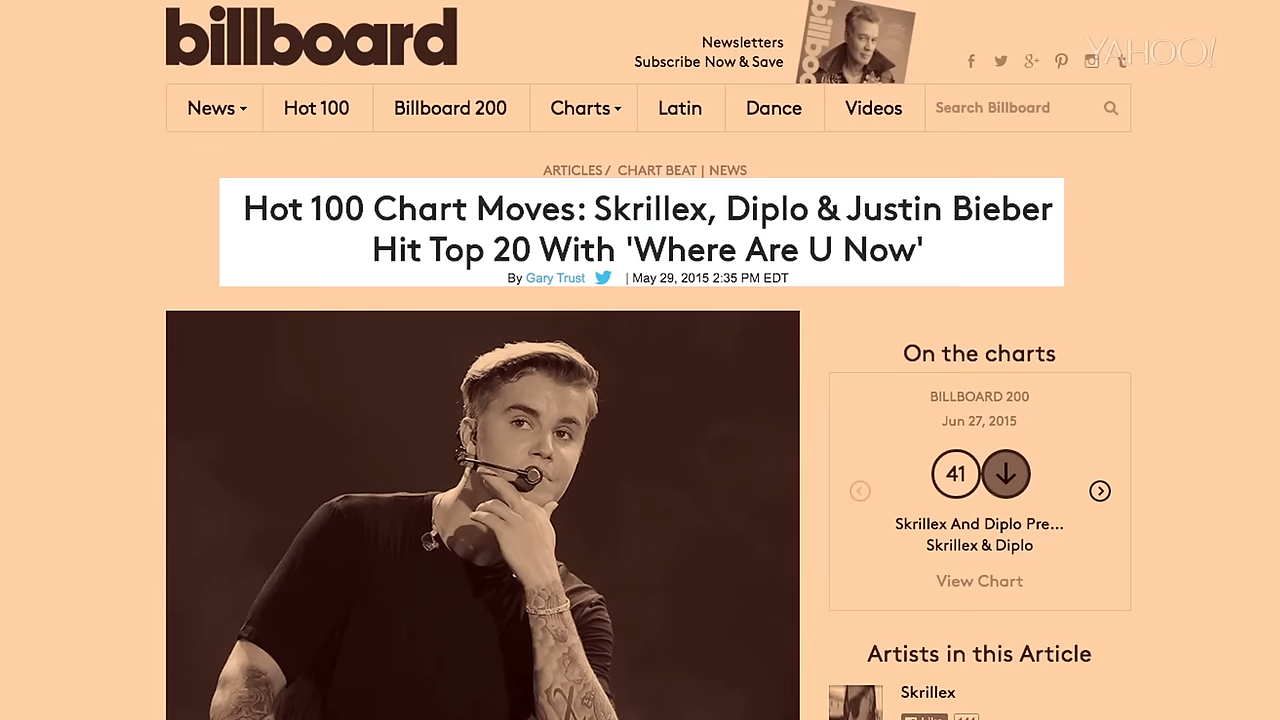 billboard
Newsletters
Subscribe Now & Save
YAHOO!
News
Hot 100
Billboard 200
Charts
Latin
Dance
Videos
Search Billboard
ARTICLES / CHART BEAT | NEWS
Hot 100 Chart Moves: Skrillex, Diplo & Justin Bieber
Hit Top 20 With 'Where Are U Now'
By Gary Trust | May 29, 2015 2:35 PM EDT
On the charts
BILLBOARD 200
Jun 27, 2015
41
Skrillex And Diplo Pre...
Skrillex & Diplo
View Chart
Artists in this Article
Skrillex